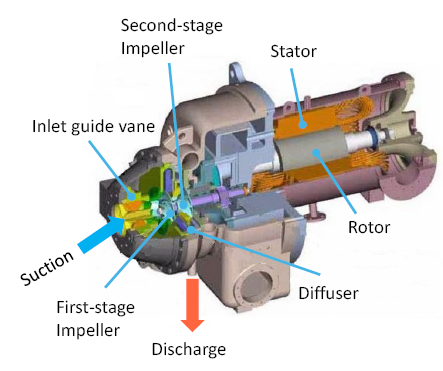 Second-stage
Impeller
Stator
Inlet guide vane
Rotor
Suction
Diffuser
First-stage
Impeller
Discharge